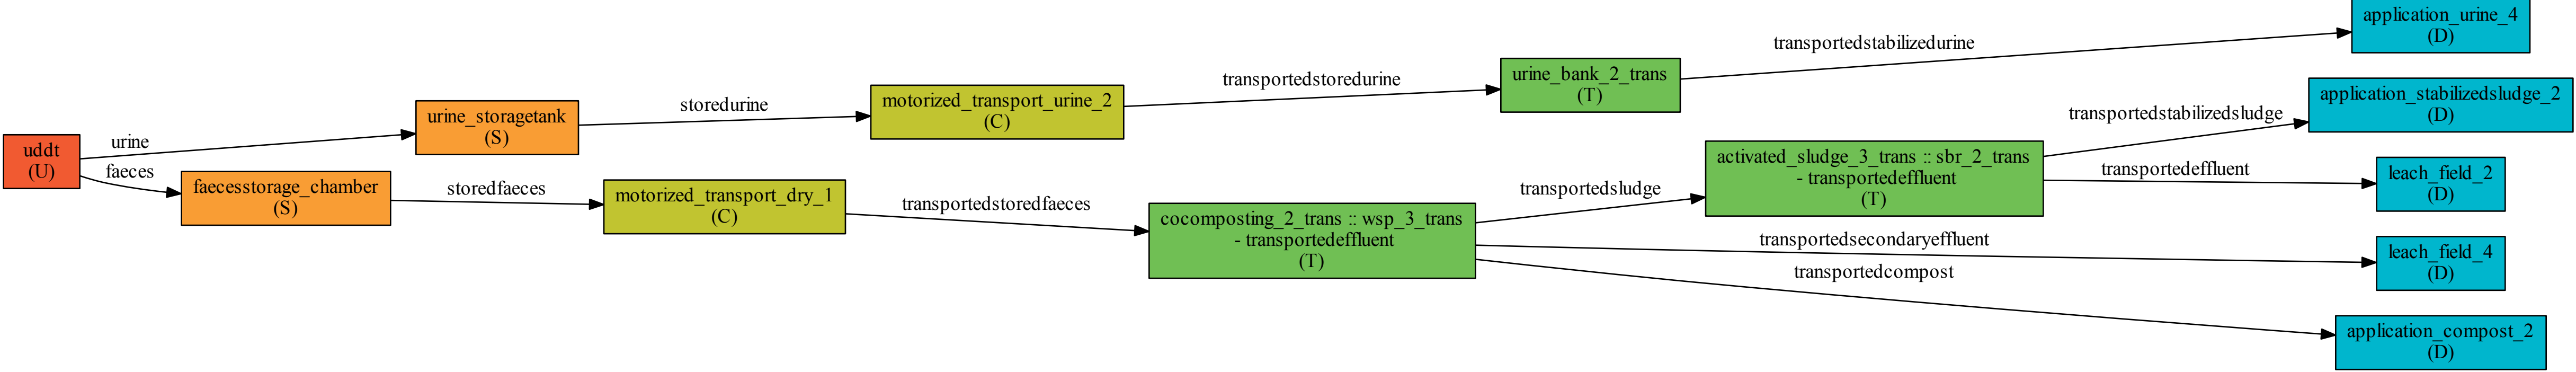 uddt
(U)
urine
faeces
urine_storagetank
(S)
faecesstorage_chamber
(S)
storedurine
storedfaeces
motorized_transport_urine_2
(C)
motorized_transport_dry_1
(C)
transportedstoredurine
transportedstoredfaeces
urine_bank_2_trans
(T)
cocomposting_2_trans :: wsp_3_trans
- transportedeffluent
(T)
transportedstabilizedurine
transportedsludge
activated_sludge_3_trans :: sbr_2_trans
- transportedeffluent
(T)
transportedsecondaryeffluent
transportedcompost
transportedstabilizedsludge
transportedeffluent
application_urine_4
(D)
application_stabilizedsludge_2
(D)
leach_field_2
(D)
leach_field_4
(D)
application_compost_2
(D)